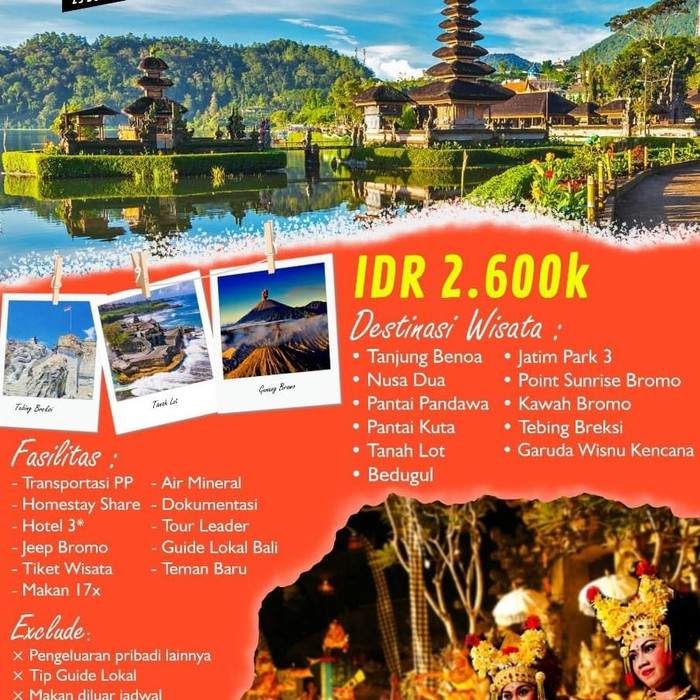 IDR 2.600k
Destinasi Wisata :
• Tanjung Benoa
• Nusa Dua
• Pantai Pandawa
• Pantai Kuta
• Tanah Lot
• Bedugul
• Jatim Park 3
• Point Sunrise Bromo
• Kawah Bromo
• Tebing Breksi
• Garuda Wisnu Kencana
Tebing Breksi
Tanah Lot
Gunung Bromo
Fasilitas :
- Transportasi PP
- Homestay Share
- Hotel 3*
- Jeep Bromo
- Tiket Wisata
- Makan 17x
- Air Mineral
- Dokumentasi
- Tour Leader
- Guide Lokal Bali
- Teman Baru
Exclude:
× Pengeluaran pribadi lainnya
× Tip Guide Lokal
× Makan diluar jadwal